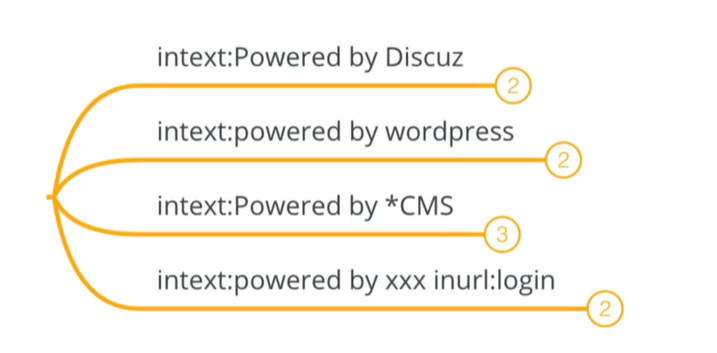 intext:Powered by Discuz
2
intext:powered by wordpress
2
intext:Powered by *CMS
3
intext:powered by xxx inurl:login
2